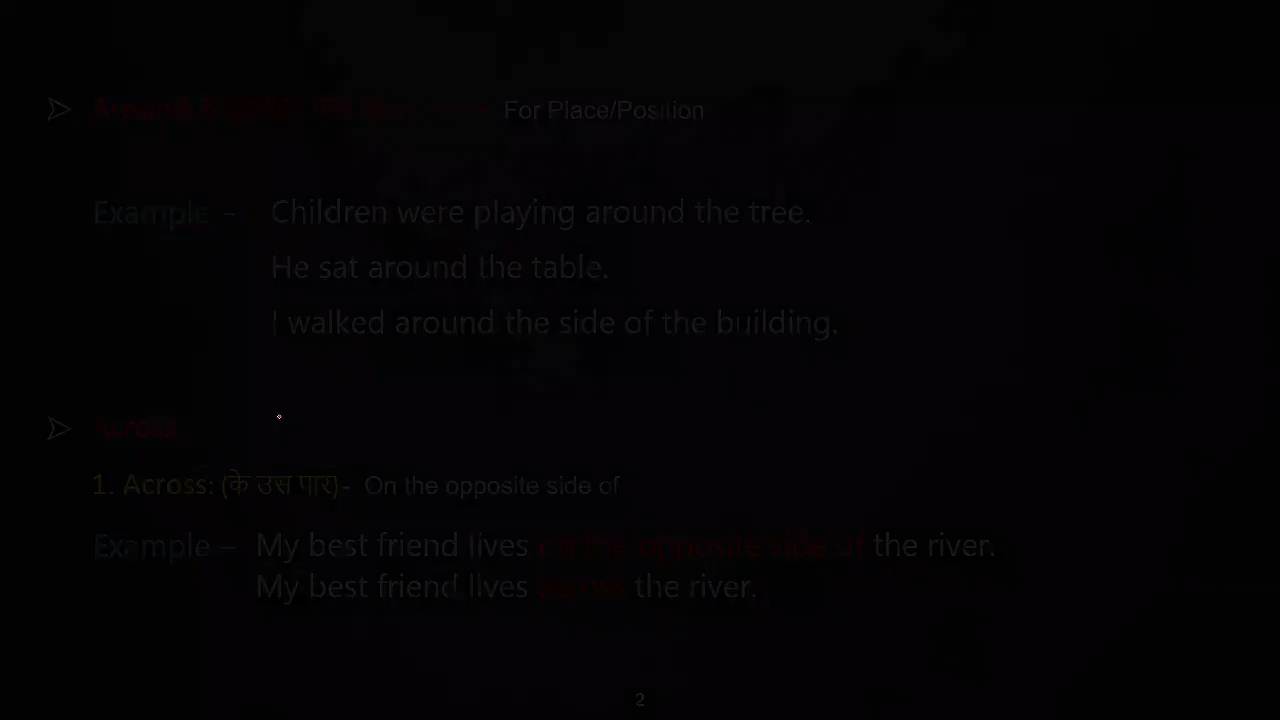 Around: For Place/Position
Example – Children were playing around the tree.
He sat around the table.
I walked around the side of the building.
Across
1. Across: (के उस पार)- On the opposite side of
Example – My best friend lives on the opposite side of the river.
My best friend lives across the river.
2